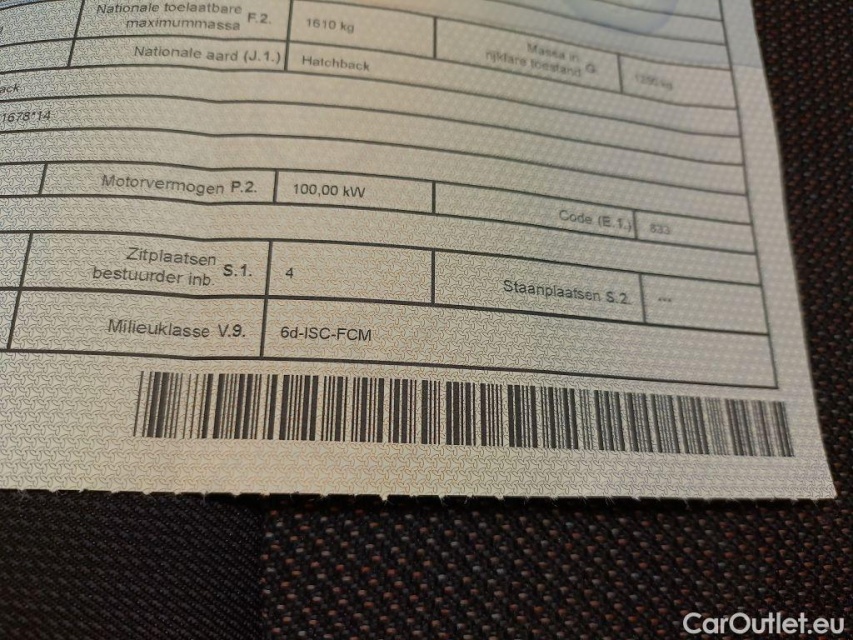 Nationale toelaatbare
maximummassa F.2.
1610 kg
Massa in
rijklare toestand G.
Nationale aard (J.1.)
Hatchback
ack
1678*14
Motorvermogen P.2.
100,00 kW
Code (E.1.)
833
Zitplaatsen
bestuurder inb. S.1.
4
Staanplaatsen S.2.
---
Milieuklasse V.9.
6d-ISC-FCM
CarOutlet.eu